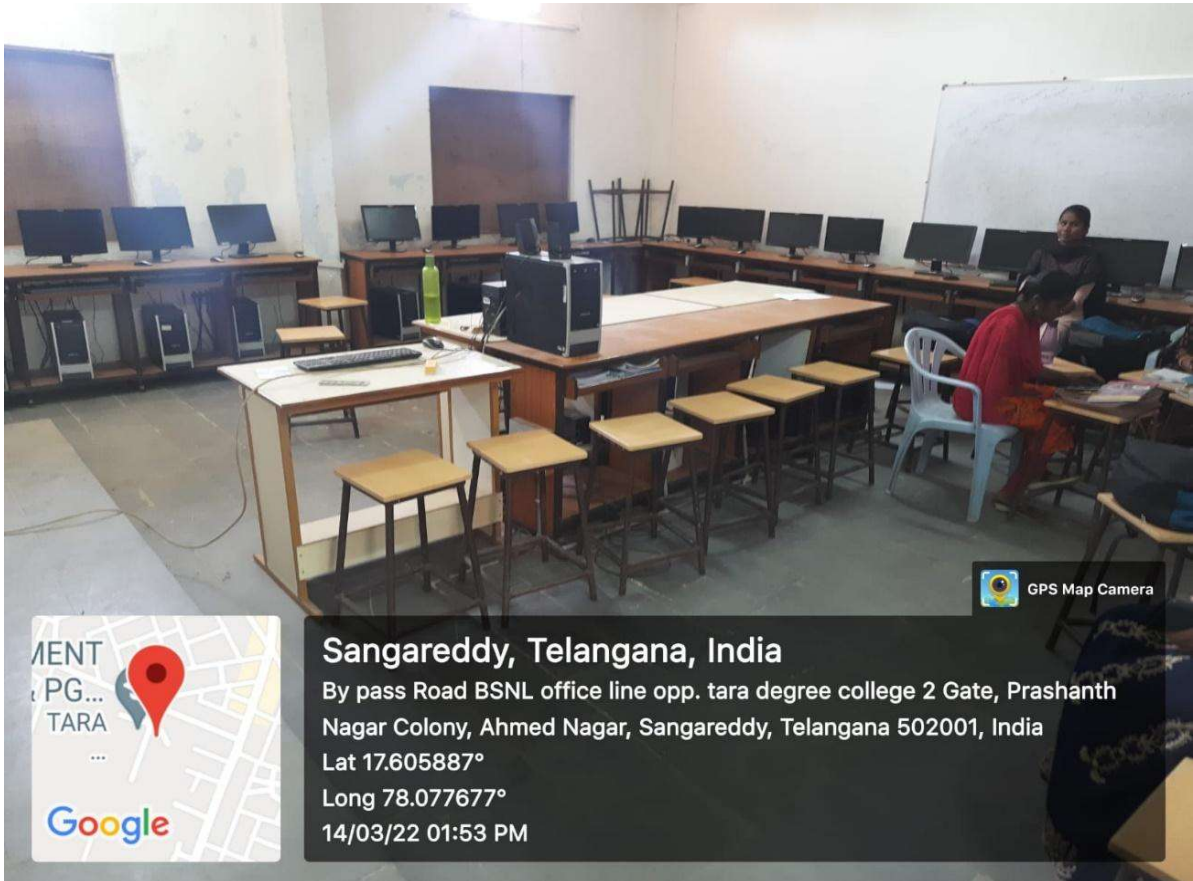 GPS Map Camera
MENT
PG...
TARA
...
Google
Sangareddy, Telangana, India
By pass Road BSNL office line opp. tara degree college 2 Gate, Prashanth
Nagar Colony, Ahmed Nagar, Sangareddy, Telangana 502001, India
Lat 17.605887°
Long 78.077677°
14/03/22 01:53 PM